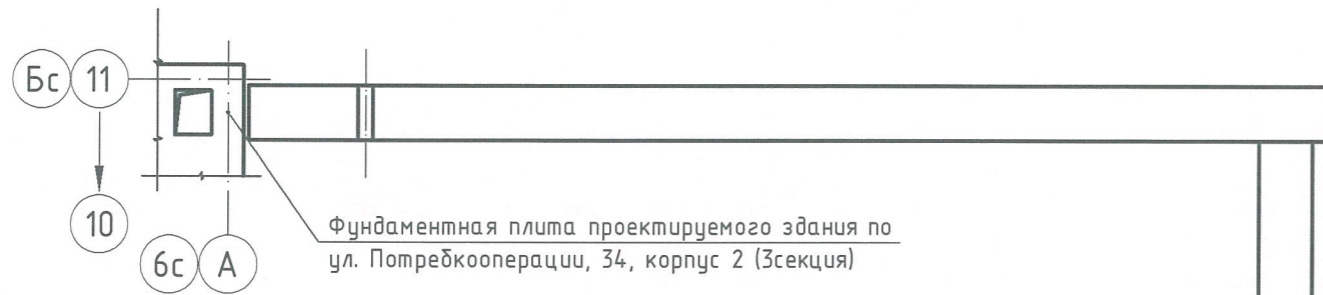 Бс 11
10
6с А
Фундаментная плита проектируемого здания по
ул. Потребкооперации, 34, корпус 2 (3секция)